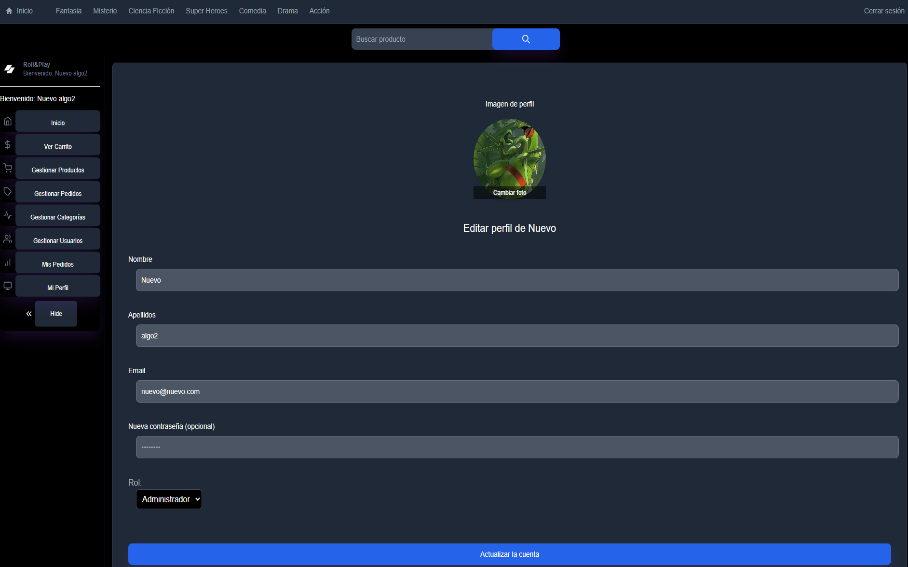 Inicio
Fantasía
Misterio
Ciencia Ficción
Super Heroes
Comedia
Drama
Acción
Cerrar sesión
Buscar producto
Roll&Play
Bienvenido: Nuevo algo2
Bienvenido: Nuevo algo2
Inicio
Ver Carrito
Gestionar Productos
Gestionar Pedidos
Gestionar Categorías
Gestionar Usuarios
Mis Pedidos
Mi Perfil
« Hide
Imagen de perfil
Cambiar foto
Editar perfil de Nuevo
Nombre
Nuevo
Apellidos
algo2
Email
nuevo@nuevo.com
Nueva contraseña (opcional)
--------
Rol:
Administrador
Actualizar la cuenta